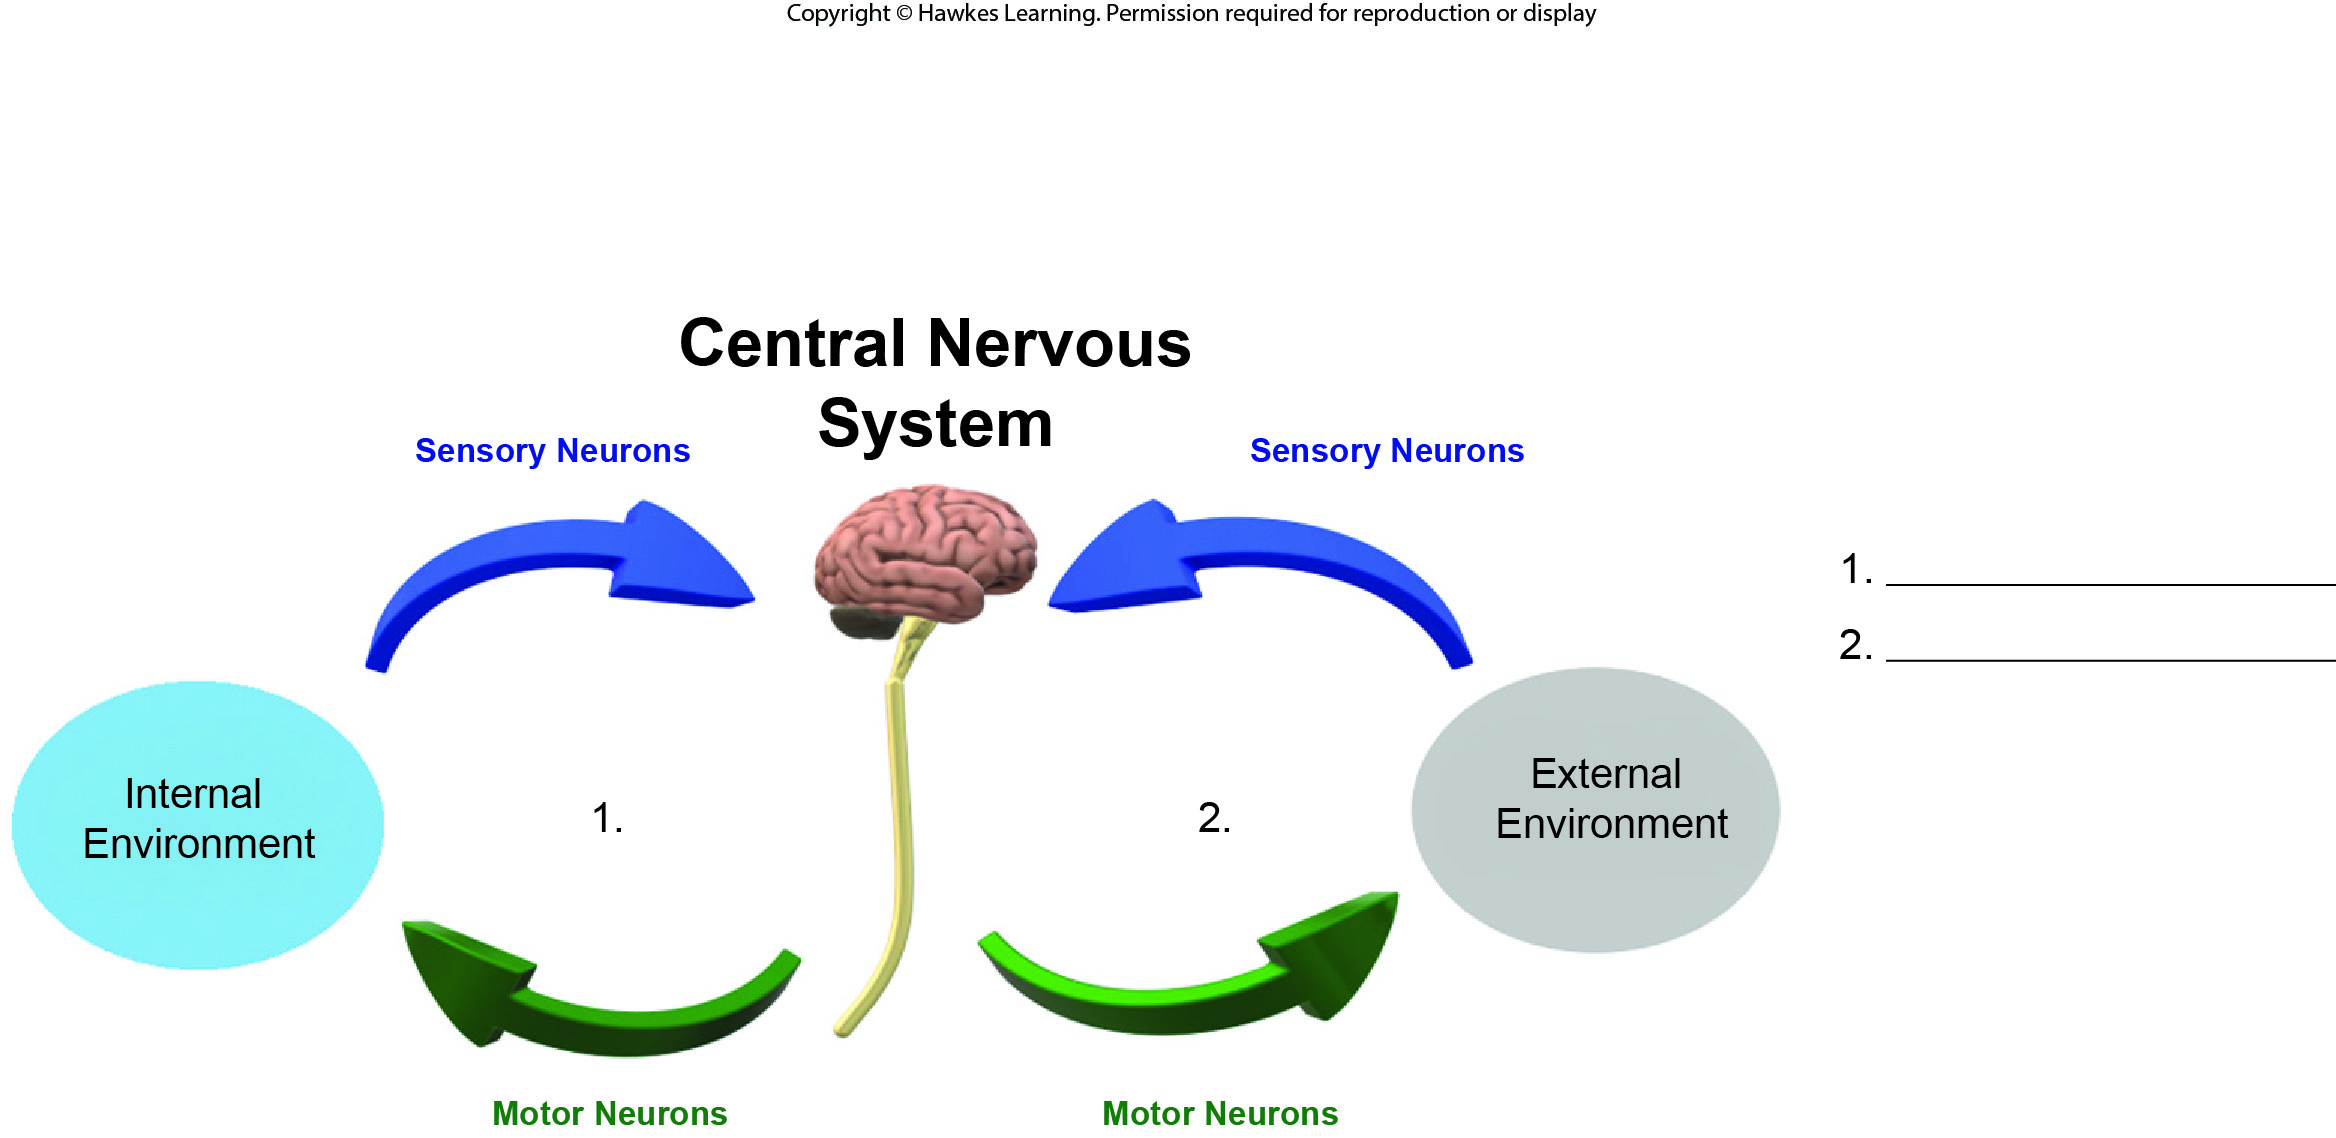 Copyright © Hawkes Learning. Permission required for reproduction or display
Central Nervous
System
Sensory Neurons
Sensory Neurons
1.
2.
Internal
Environment
1.
2.
External
Environment
Motor Neurons
Motor Neurons